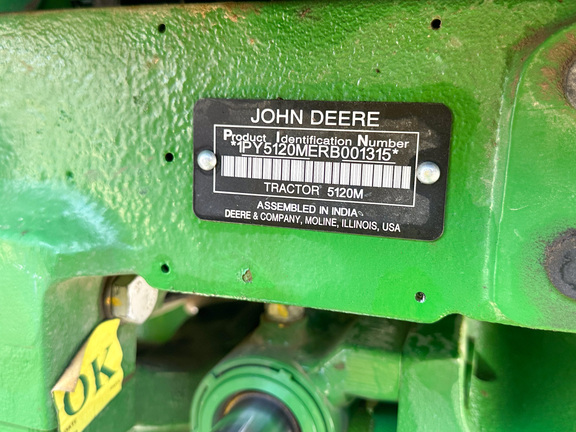 JOHN DEERE
Product Identification Number
*1PY5120MERB001315*
TRACTOR 5120M
ASSEMBLED IN INDIA
DEERE & COMPANY, MOLINE, ILLINOIS, USA
OK